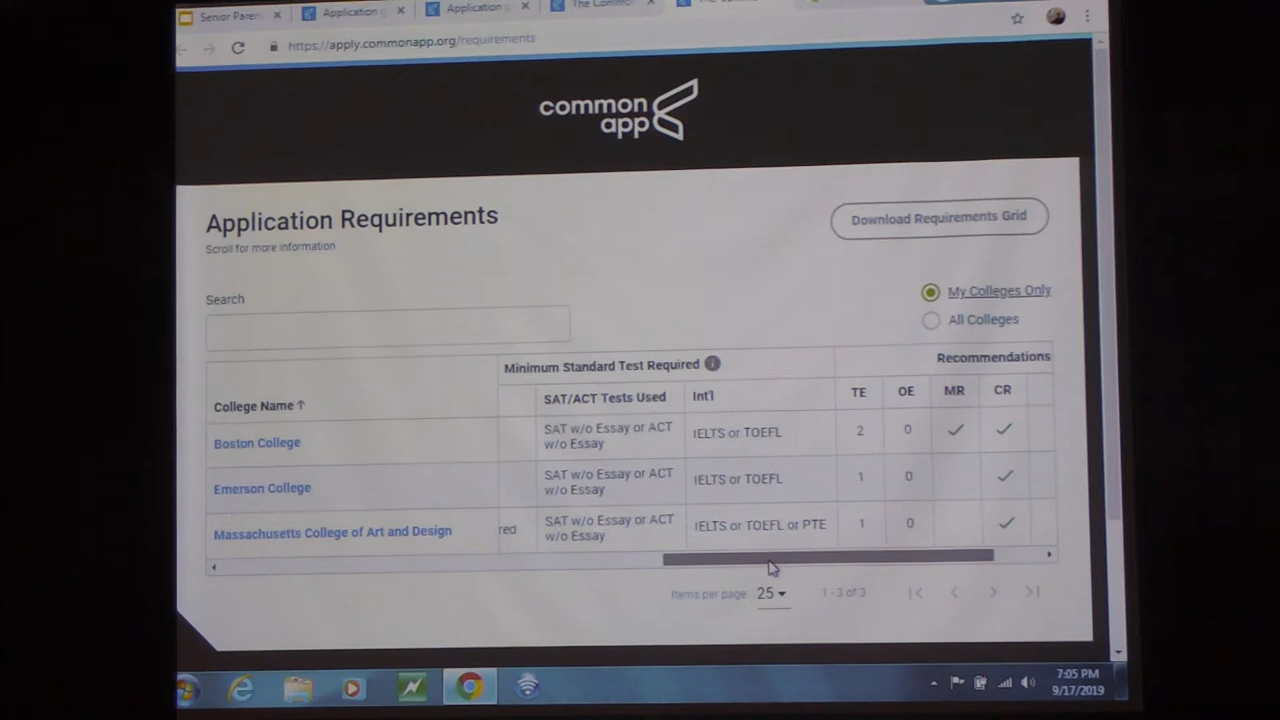 Senior Paren
Application g
Application g
The Commo
https://apply.commonapp.org/requirements
common
app
Application Requirements
Scroll for more information
Download Requirements Grid
Search
My Colleges Only
All Colleges
Minimum Standard Test Required
Recommendations
College Name
SAT/ACT Tests Used
Int'l
TE
OE
MR
CR
Boston College
SAT w/o Essay or ACT
w/o Essay
IELTS or TOEFL
2
0
Emerson College
SAT w/o Essay or ACT
w/o Essay
IELTS or TOEFL
1
0
Massachusetts College of Art and Design
red
SAT w/o Essay or ACT
w/o Essay
IELTS or TOEFL or PTE
1
0
Items per page
25
1 - 3 of 3
7:05 PM
9/17/2019